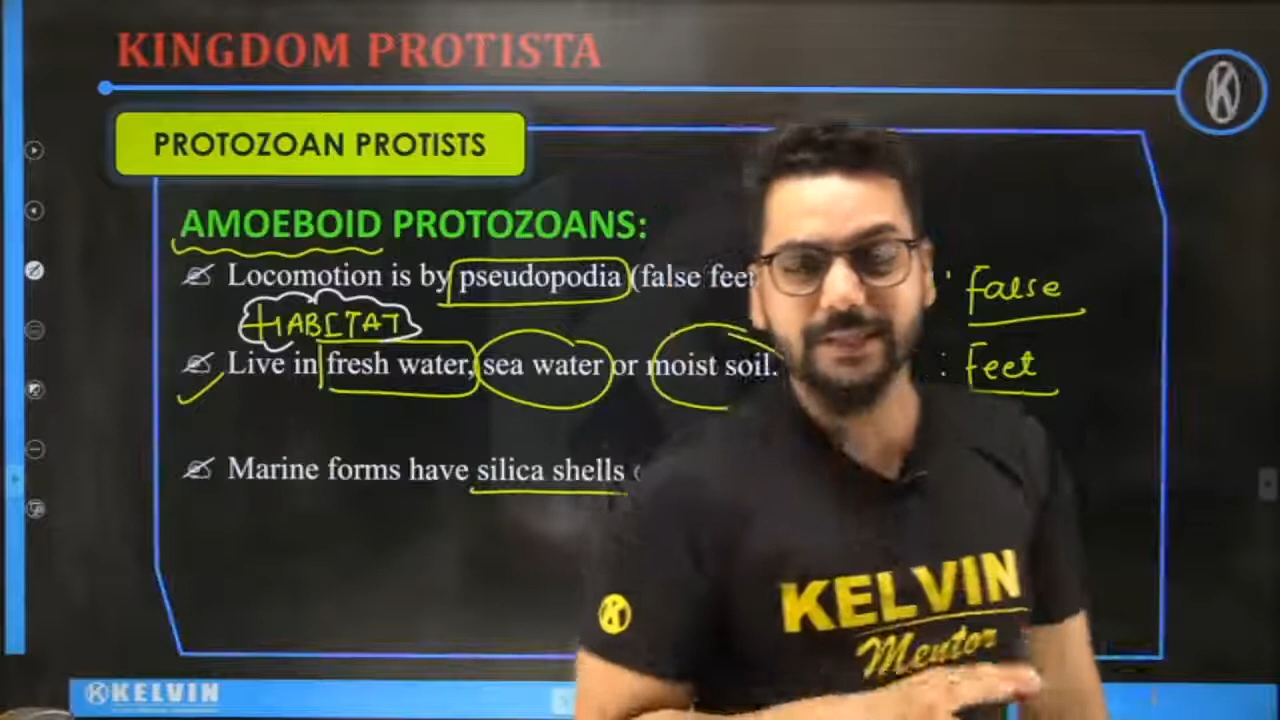 KINGDOM PROTISTA
K
PROTOZOAN PROTISTS
AMOEBOID PROTOZOANS:
Locomotion is by pseudopodia (false fee
: False
HABITAT
Live in fresh water, sea water or moist soil.
: Feet
Marine forms have silica shells
KELVIN
Mentor
K
KELVIN